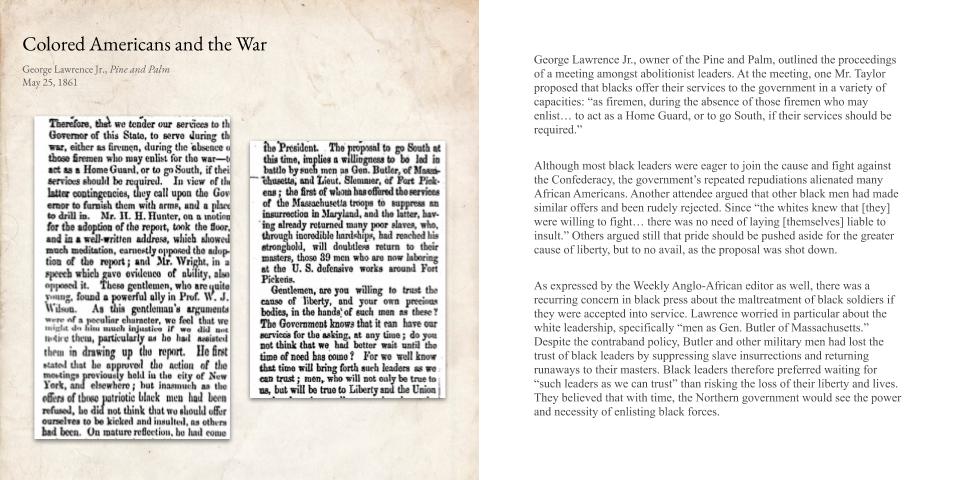 Colored Americans and the War
George Lawrence Jr., Pine and Palm
May 25, 1861
Therefore, that we tender our services to th
Governor of this State, to serve during th
war, either as firemen, during the absence o
those firemen who may enlist for the war—t
act as a Home Guard, or to go South, if thei
services should be required. In view of th
latter contingencies, they call upon the Gov
ernor to furnish them with arms, and a place
to drill in. Mr. H. H. Hunter, on a motion
for the adoption of the report, took the floor,
and in a well-written address, which showed
much meditation, earnestly opposed the adop-
tion of the report; and Mr. Wright, in a
speech which gave evidence of ability, also
opposed it. These gentlemen, who are quite
young, found a powerful ally in Prof. W. J.
Wilson. As this gentleman's arguments
were of a peculiar character, we feel that we
might do him much injustice if we did not
notice them, particularly as he had assisted
them in drawing up the report. He first
stated that he approved the action of the
meetings previously held in the city of New
York, and elsewhere; but inasmuch as the
offers of those patriotic black men had been
refused, he did not think that we should offer
ourselves to be kicked and insulted, as others
had been. On mature reflection, he had come
the President. The proposal to go South at
this time, implies a willingness to be led in
battle by such men as Gen. Butler, of Massa-
chusetts, and Lieut. Slemmer, of Fort Pick-
ens; the first of whom has offered the services
of the Massachusetts troops to suppress an
insurrection in Maryland, and the latter, hav-
ing already returned many poor slaves, who,
through incredible hardships, had reached his
stronghold, will doubtless return to their
masters, those 39 men who are now laboring
at the U. S. defensive works around Fort
Pickens.
Gentlemen, are you willing to trust the
cause of liberty, and your own precious
bodies, in the hands of such men as these?
The Government knows that it can have your
services for the asking, at any time; do you
not think that we had better wait until the
time of need has come? For we well know
that time will bring forth such leaders as we
can trust; men, who will not only be true to
us, but will be true to Liberty and the Union
George Lawrence Jr., owner of the Pine and Palm, outlined the proceedings
of a meeting amongst abolitionist leaders. At the meeting, one Mr. Taylor
proposed that blacks offer their services to the government in a variety of
capacities: “as firemen, during the absence of those firemen who may
enlist… to act as a Home Guard, or to go South, if their services should be
required.”
Although most black leaders were eager to join the cause and fight against
the Confederacy, the government’s repeated repudiations alienated many
African Americans. Another attendee argued that other black men had made
similar offers and been rudely rejected. Since “the whites knew that [they]
were willing to fight… there was no need of laying [themselves] liable to
insult.” Others argued still that pride should be pushed aside for the greater
cause of liberty, but to no avail, as the proposal was shot down.
As expressed by the Weekly Anglo-African editor as well, there was a
recurring concern in black press about the maltreatment of black soldiers if
they were accepted into service. Lawrence worried in particular about the
white leadership, specifically “men as Gen. Butler of Massachusetts.”
Despite the contraband policy, Butler and other military men had lost the
trust of black leaders by suppressing slave insurrections and returning
runaways to their masters. Black leaders therefore preferred waiting for
“such leaders as we can trust” than risking the loss of their liberty and lives.
They believed that with time, the Northern government would see the power
and necessity of enlisting black forces.